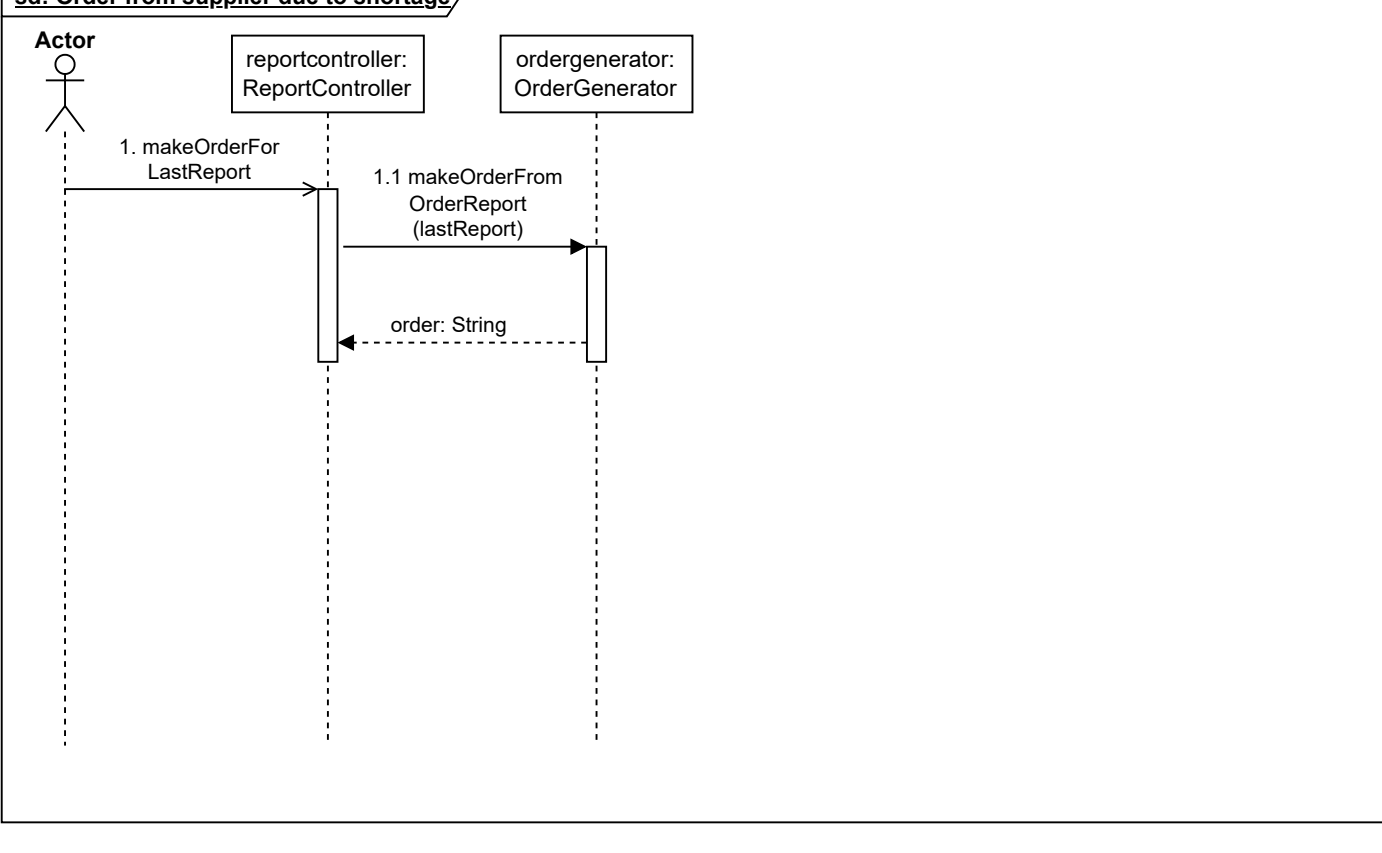 sd: Order from supplier due to shortage
Actor
reportcontroller:
ReportController
ordergenerator:
OrderGenerator
1. makeOrderFor
LastReport
1.1 makeOrderFrom
OrderReport
(lastReport)
order: String